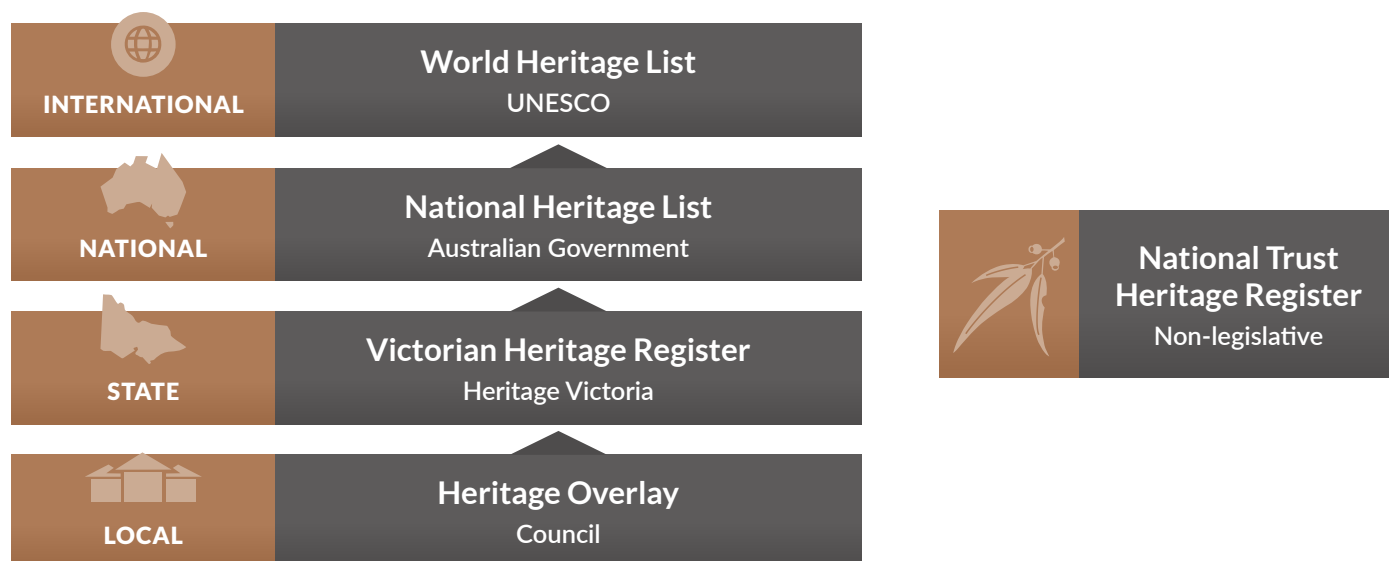 INTERNATIONAL
World Heritage List
UNESCO
NATIONAL
National Heritage List
Australian Government
STATE
Victorian Heritage Register
Heritage Victoria
LOCAL
Heritage Overlay
Council
National Trust
Heritage Register
Non-legislative